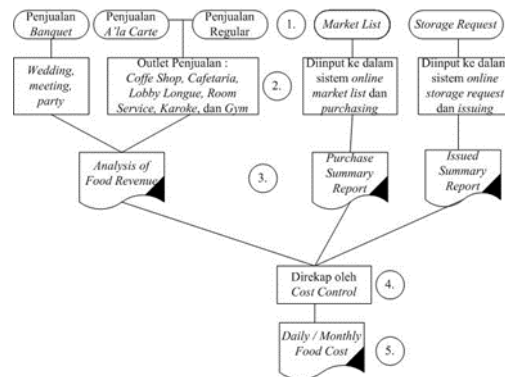 Penjualan
Banquet
Penjualan
A'la Carte
Penjualan
Regular
1.
Market List
Storage Request
Wedding,
meeting,
party
Outlet Penjualan :
Coffe Shop, Cafetaria,
Lobby Longue, Room
Service, Karoke, dan Gym
2.
Diinput ke dalam
sistem online
market list dan
purchasing
Diinput ke dalam
sistem online
storage request
dan issuing
Analysis of
Food Revenue
3.
Purchase
Summary
Report
Issued
Summary
Report
Direkap oleh
Cost Control
4.
Daily / Monthly
Food Cost
5.